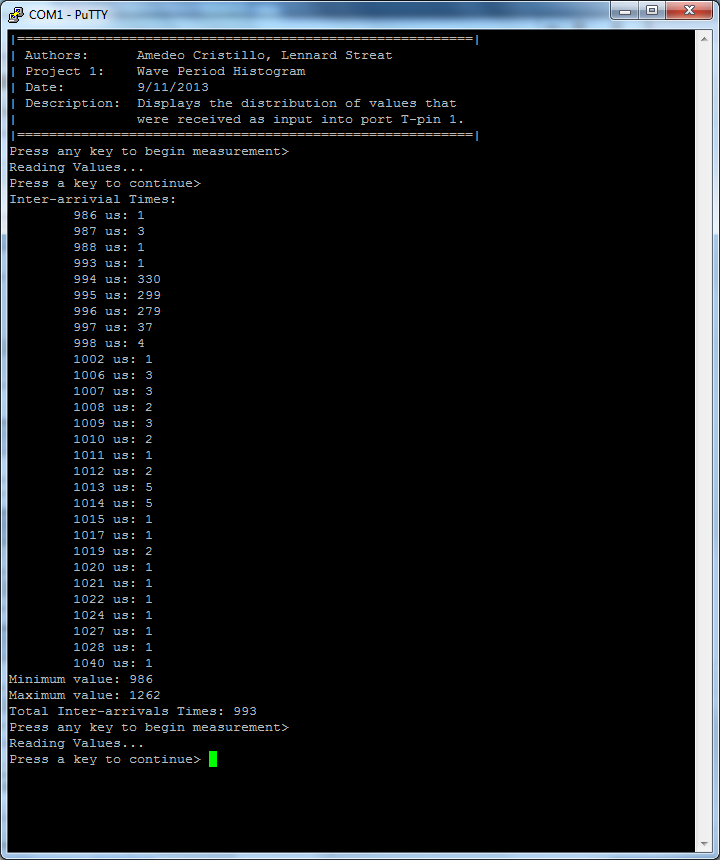 COM1 - PuTTY
|=========================================================|
| Authors:      Amedeo Cristillo, Lennard Streat
| Project 1:    Wave Period Histogram
| Date:         9/11/2013
| Description:  Displays the distribution of values that
|               were received as input into port T-pin 1.
|=========================================================|
Press any key to begin measurement>
Reading Values...
Press a key to continue>
Inter-arrivial Times:
        986 us: 1
        987 us: 3
        988 us: 1
        993 us: 1
        994 us: 330
        995 us: 299
        996 us: 279
        997 us: 37
        998 us: 4
        1002 us: 1
        1006 us: 3
        1007 us: 3
        1008 us: 2
        1009 us: 3
        1010 us: 2
        1011 us: 1
        1012 us: 2
        1013 us: 5
        1014 us: 5
        1015 us: 1
        1017 us: 1
        1019 us: 2
        1020 us: 1
        1021 us: 1
        1022 us: 1
        1024 us: 1
        1027 us: 1
        1028 us: 1
        1040 us: 1
Minimum value: 986
Maximum value: 1262
Total Inter-arrivals Times: 993
Press any key to begin measurement>
Reading Values...
Press a key to continue>